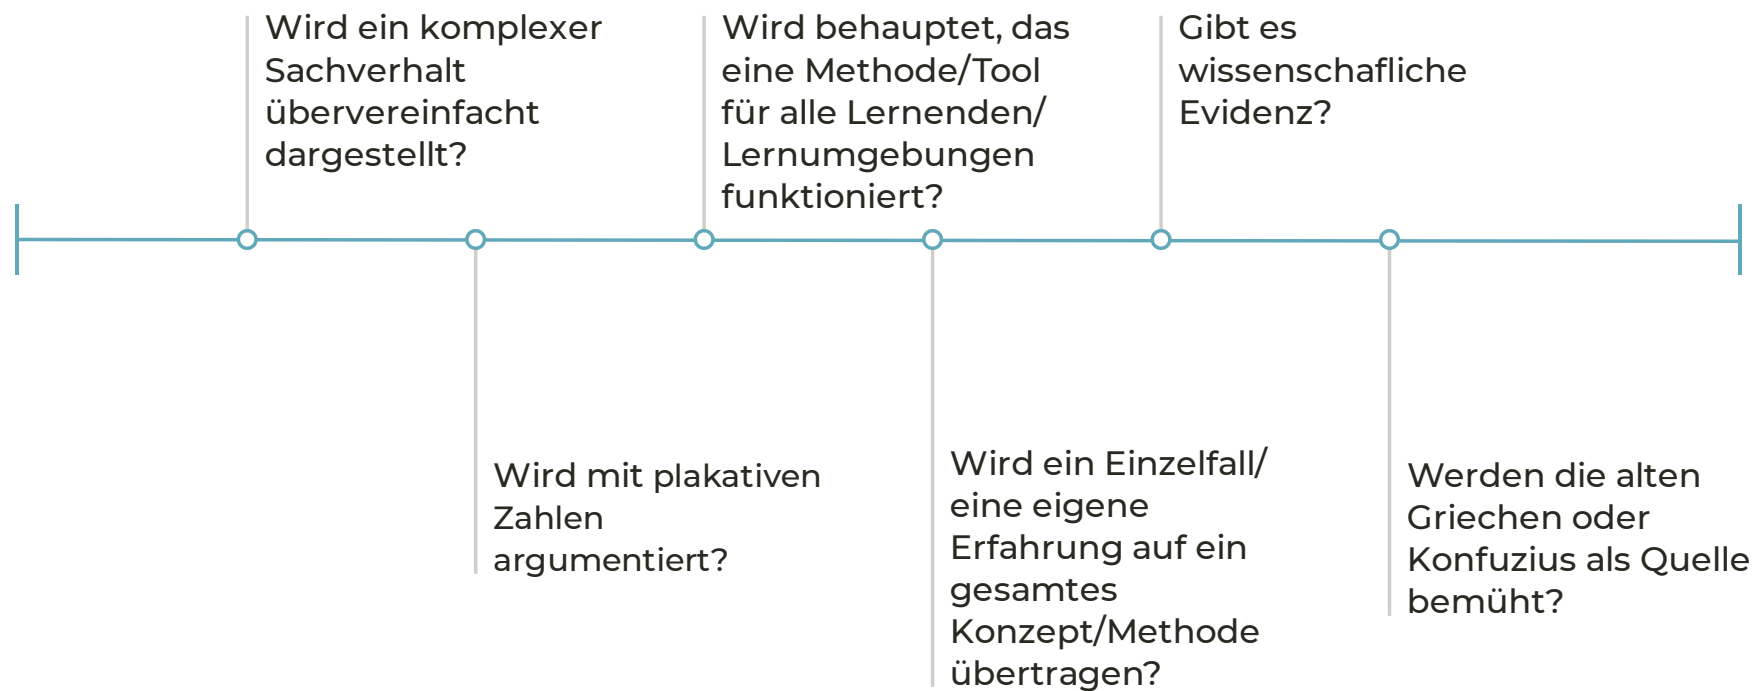 Wird ein komplexer
Sachverhalt
übervereinfacht
dargestellt?
Wird mit plakativen
Zahlen
argumentiert?
Wird behauptet, das
eine Methode/Tool
für alle Lernenden/
Lernumgebungen
funktioniert?
Wird ein Einzelfall/
eine eigene
Erfahrung auf ein
gesamtes
Konzept/Methode
übertragen?
Gibt es
wissenschafliche
Evidenz?
Werden die alten
Griechen oder
Konfuzius als Quelle
bemüht?